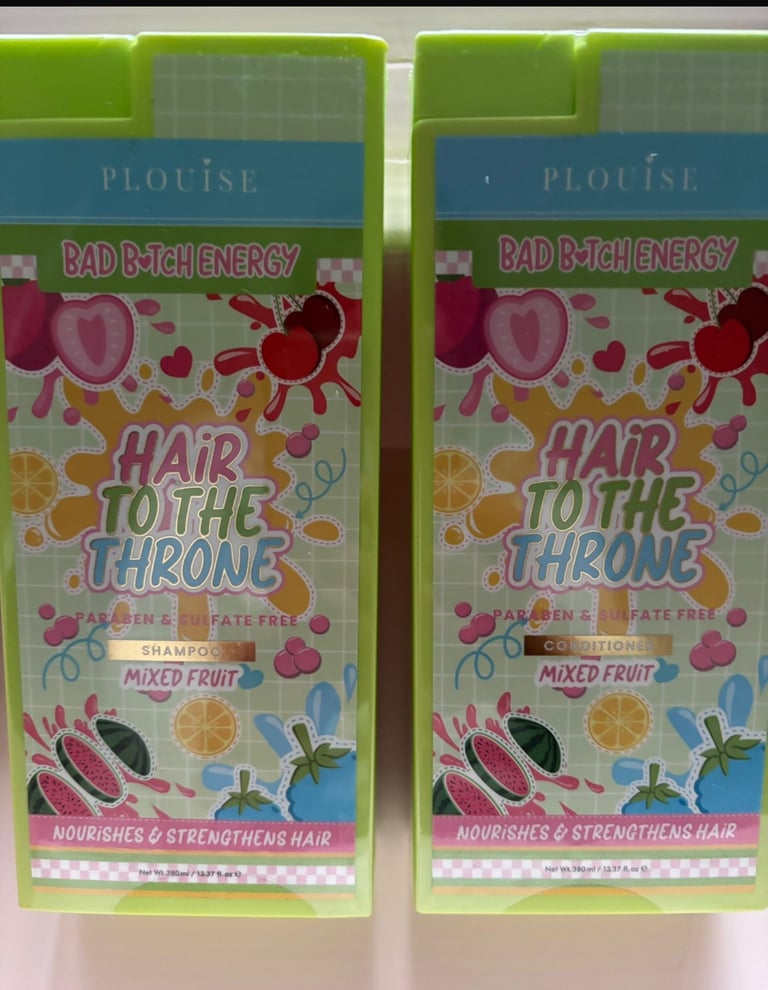 PLOUISE
BAD B♥TCH ENERGY
HAIR
TO THE
THRONE
PARABEN & SULFATE FREE
SHAMPOO
MIXED FRUIT
NOURISHES & STRENGTHENS HAIR
Net Wt.380ml / 13.37 fl.oz ℮
PLOUISE
BAD B♥TCH ENERGY
HAIR
TO THE
THRONE
PARABEN & SULFATE FREE
CONDITIONER
MIXED FRUIT
NOURISHES & STRENGTHENS HAIR
Net Wt.380ml / 13.37 fl.oz ℮